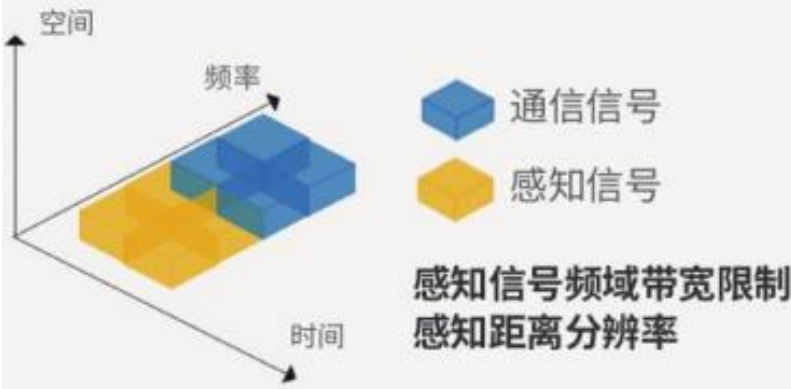 空间
频率
通信信号
感知信号
感知信号频域带宽限制
感知距离分辨率
时间